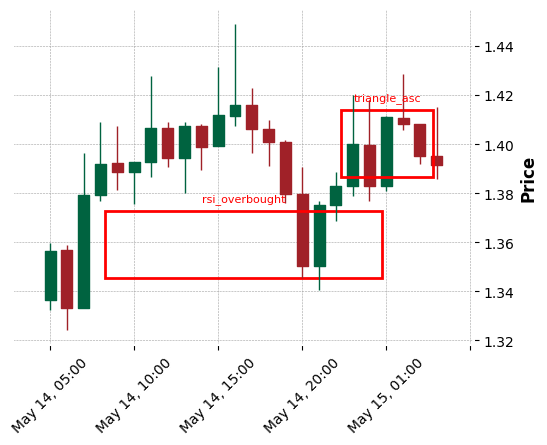 1.44
1.42
triangle_asc
1.40
1.38
rsi_overbought
1.36
1.34
1.32
Price
May 14, 05:00
May 14, 10:00
May 14, 15:00
May 14, 20:00
May 15, 01:00